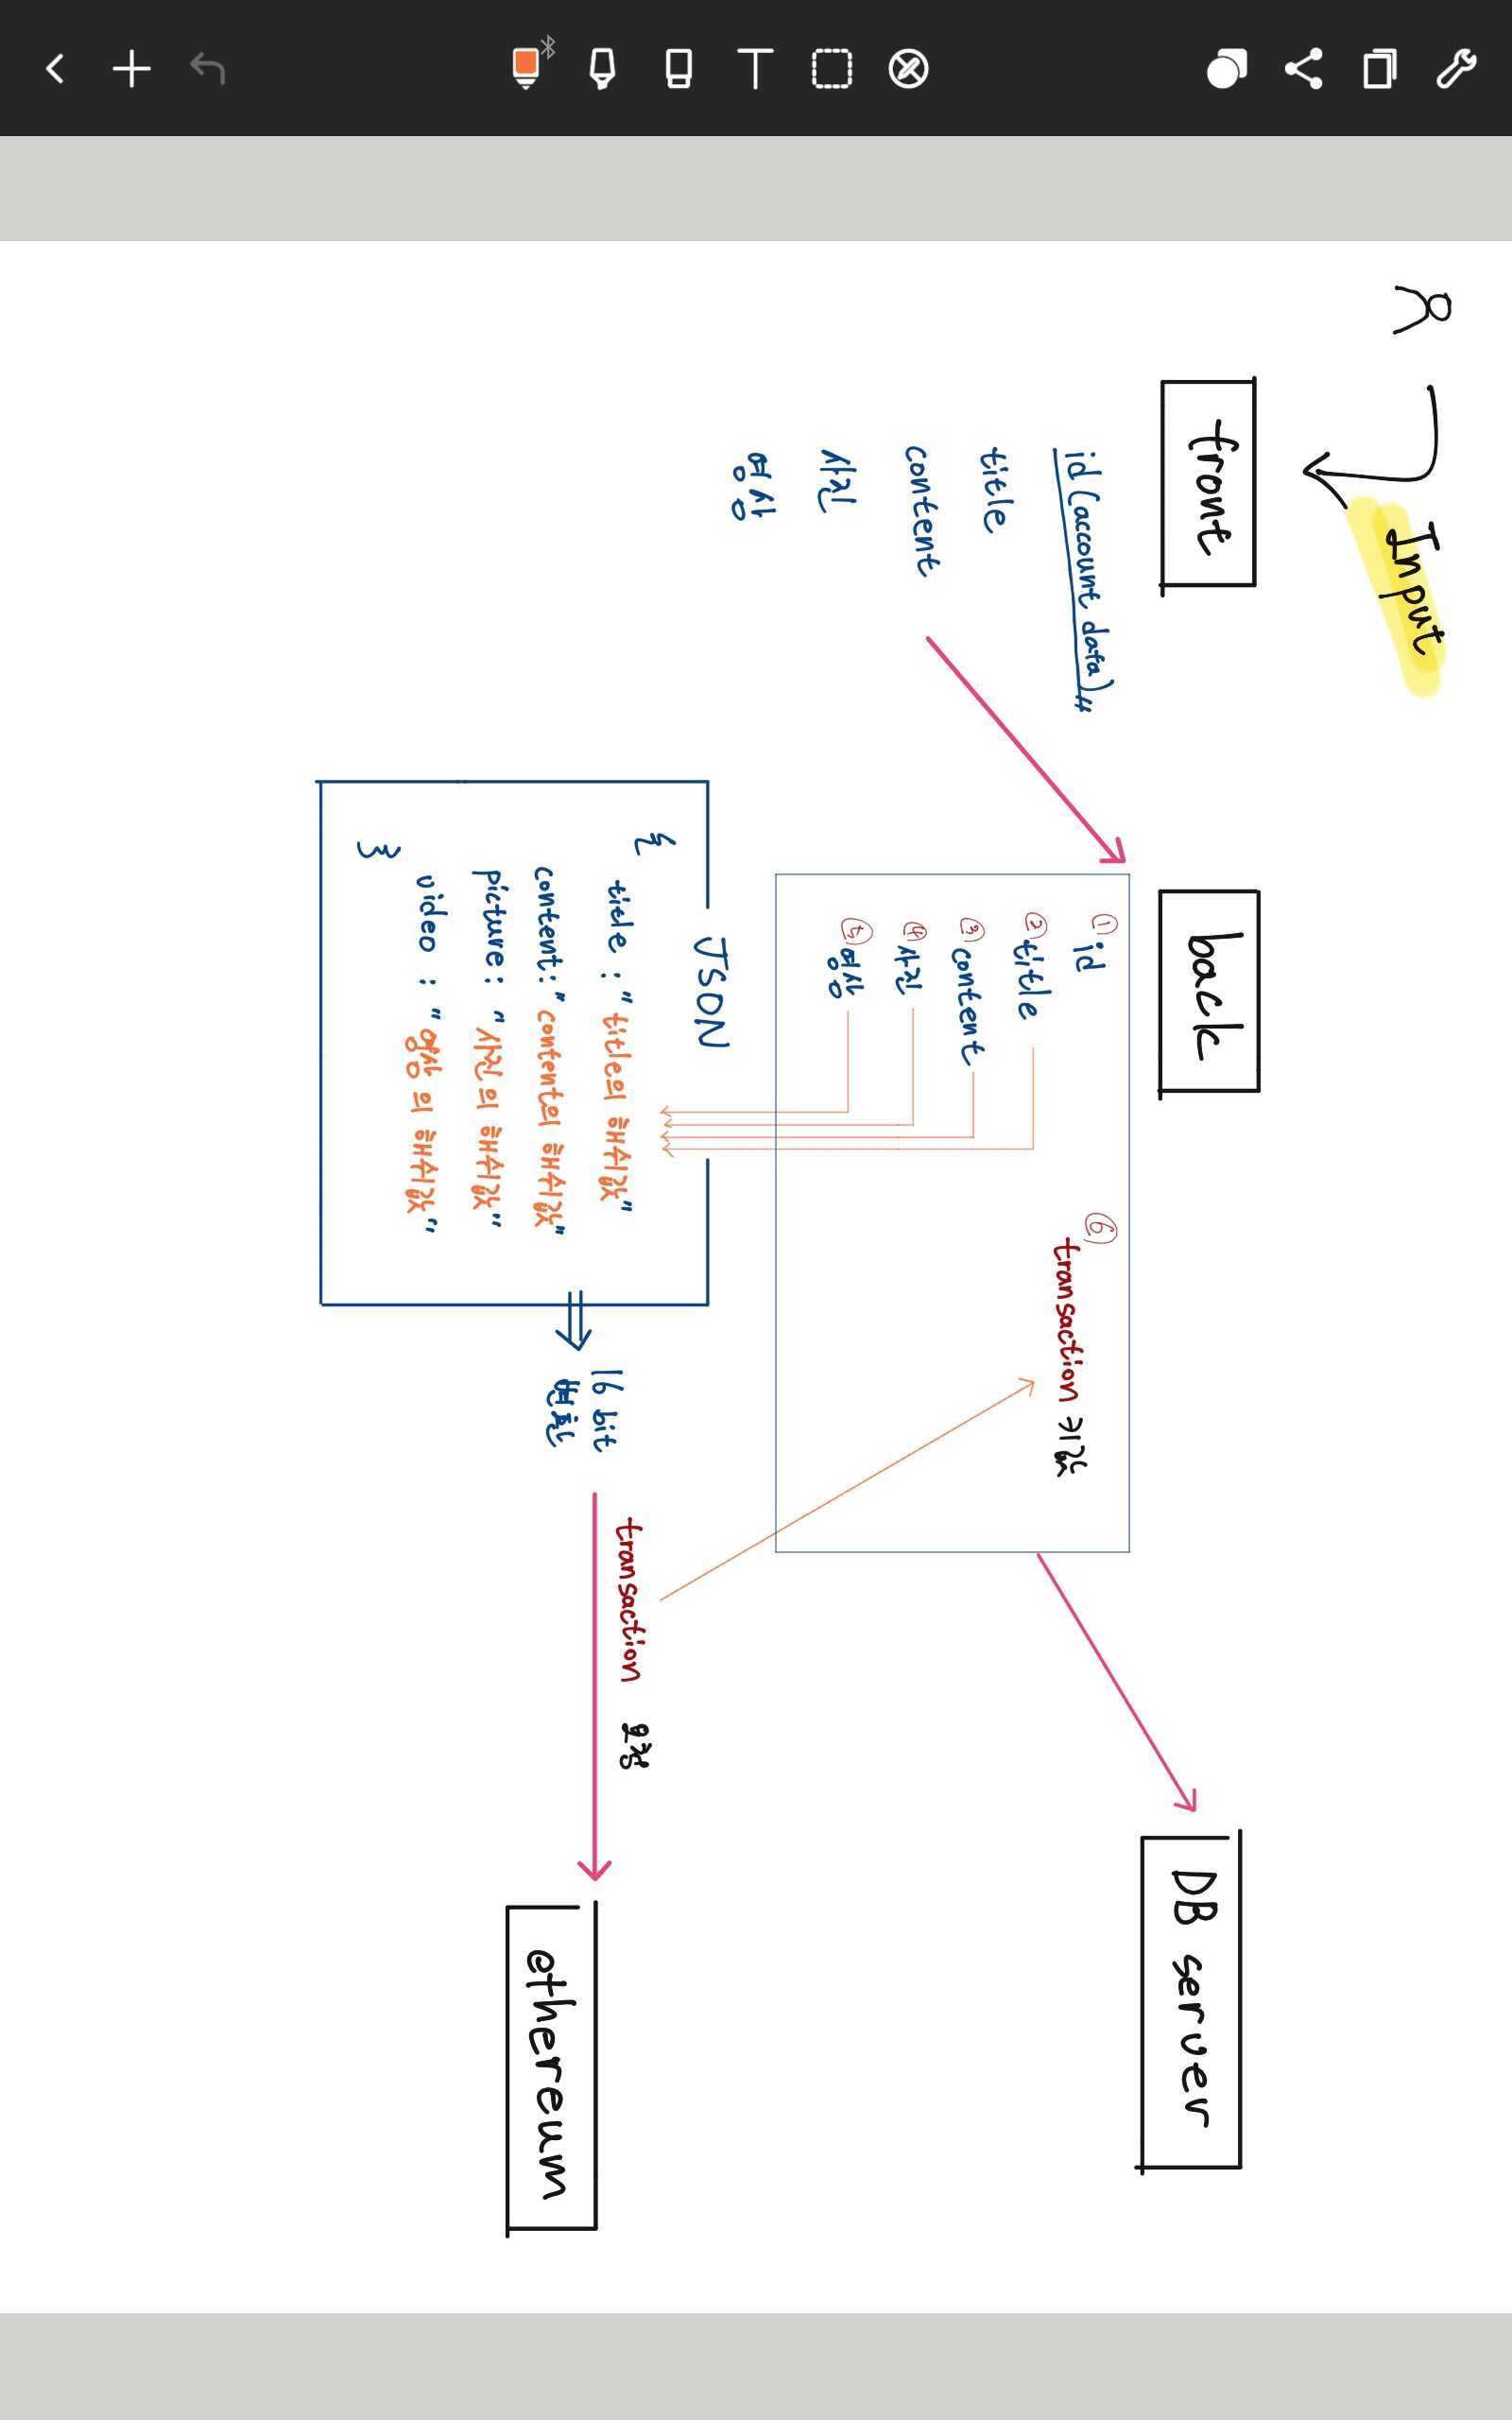 Input
front
back
DB server
id (account data)
title
content
사진
영상
① id
② title
③ content
④ 사진
⑤ 영상
⑥
transaction 키값
JSON
{
title : "title의 해쉬값"
content : "content의 해쉬값"
picture : "사진의 해쉬값"
video : "영상의 해쉬값"
}
16 bit
변환
transaction 요청
ethereum